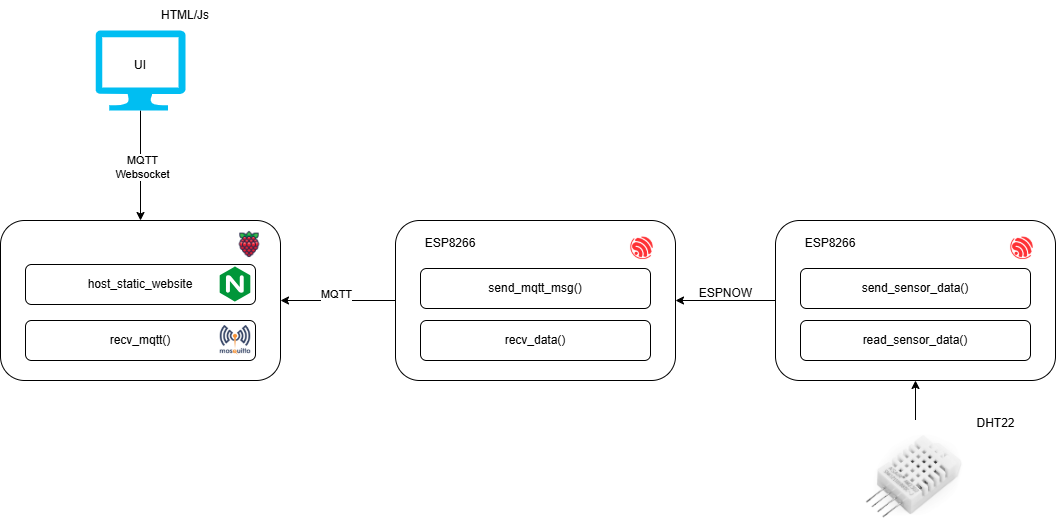 HTML/Js
UI
MQTT
Websocket
host_static_website
N
recv_mqtt()
mosquitto
MQTT
ESP8266
send_mqtt_msg()
recv_data()
ESPNOW
ESP8266
send_sensor_data()
read_sensor_data()
DHT22